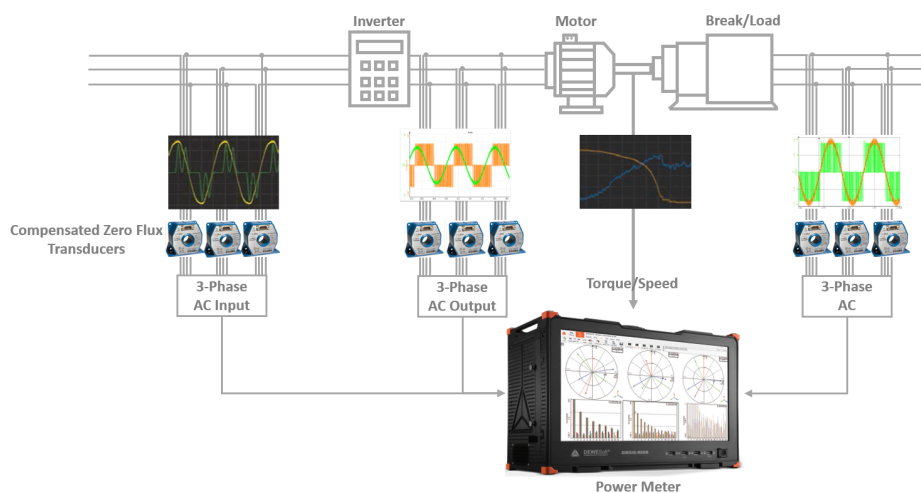 Inverter
Motor
Break/Load
Compensated Zero Flux
Transducers
3-Phase
AC Input
3-Phase
AC Output
Torque/Speed
3-Phase
AC
DEWESoft
Power Meter